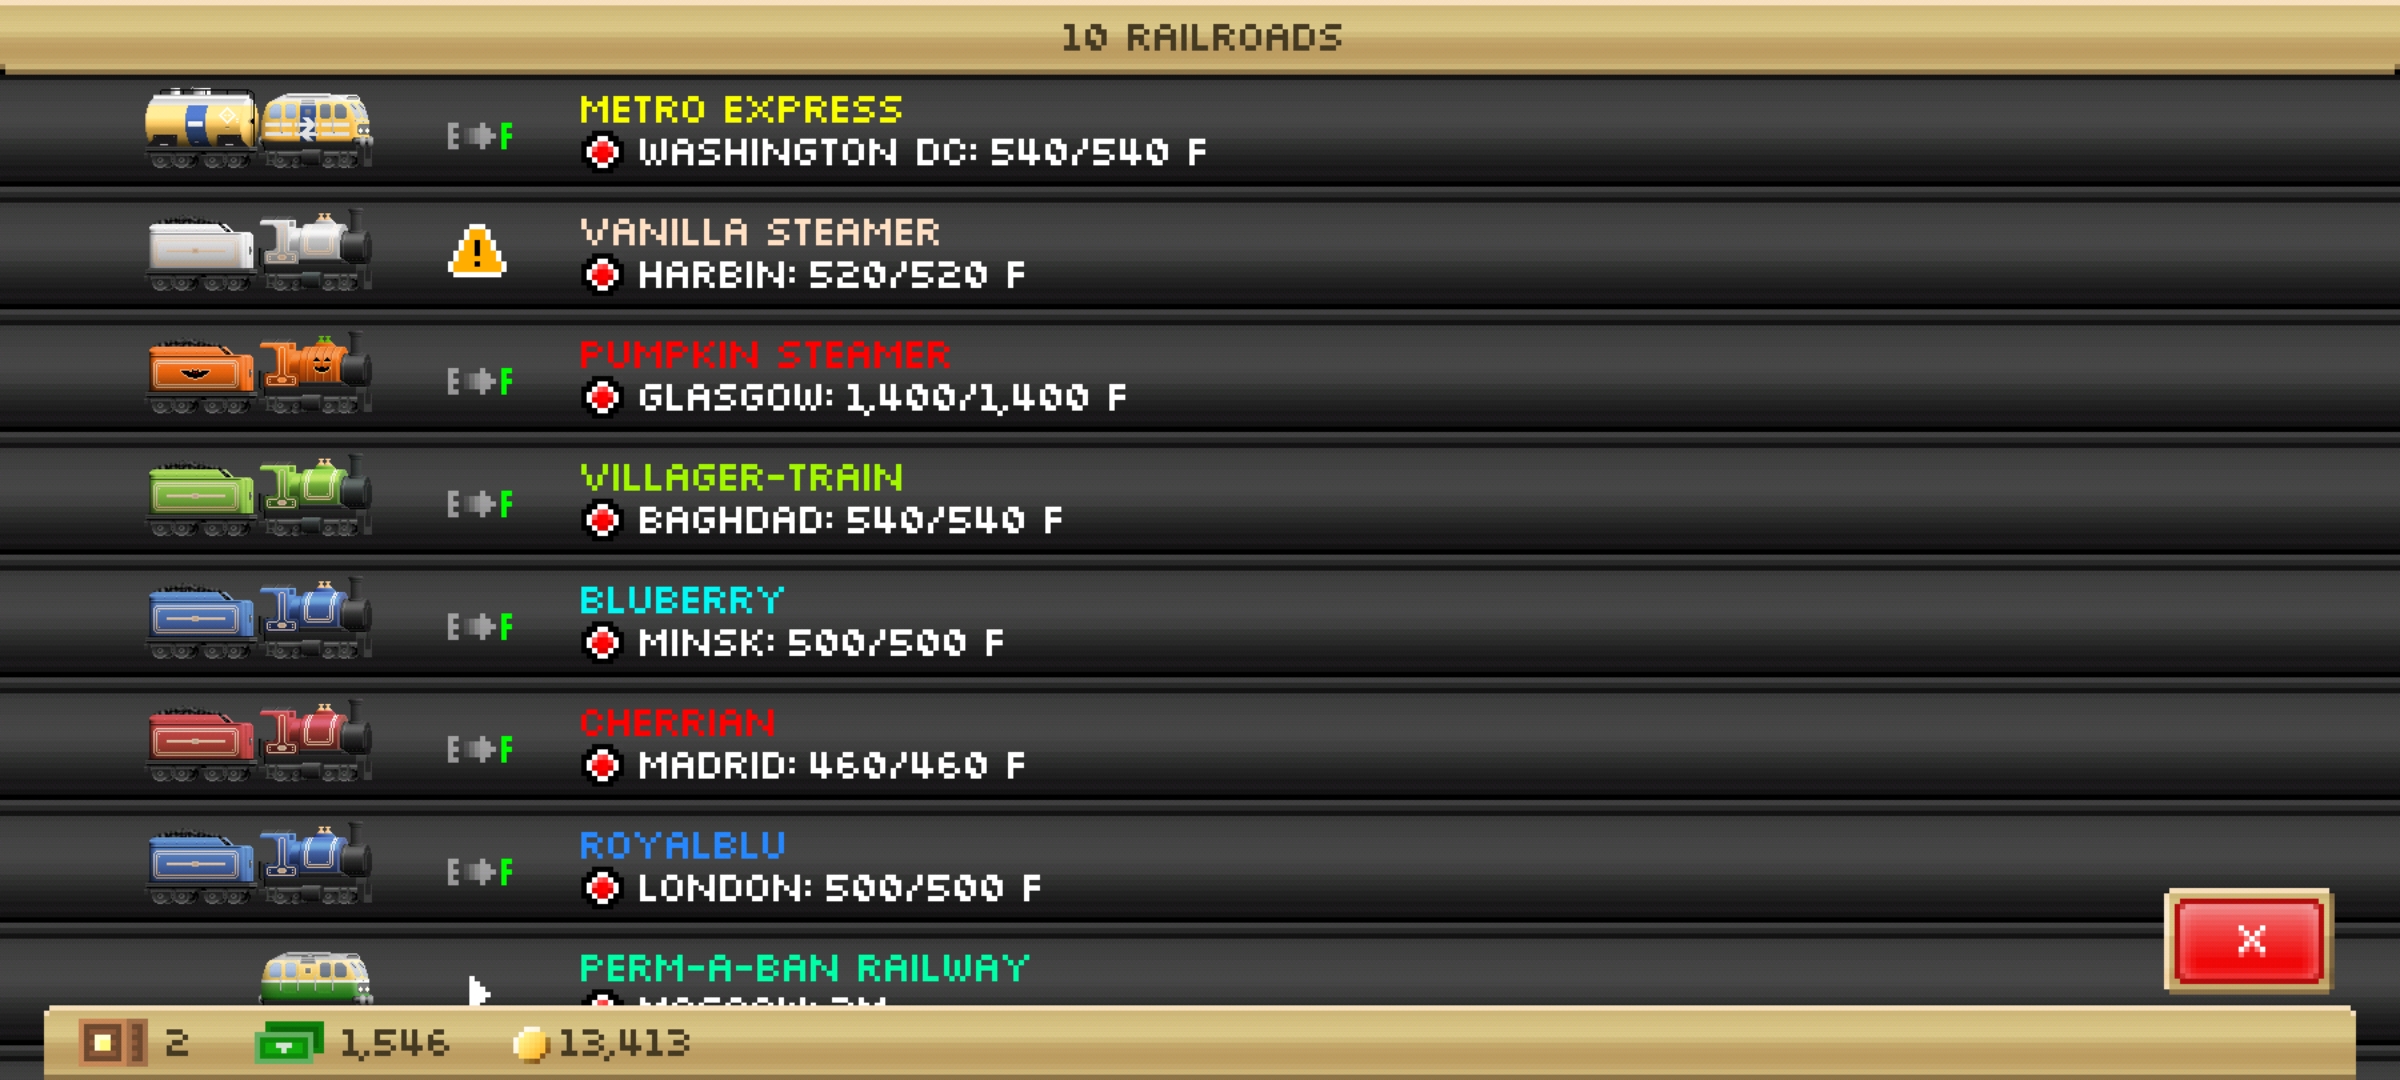 10 RAILROADS
METRO EXPRESS
E F WASHINGTON DC: 540/540 F
VANILLA STEAMER
HARBIN: 520/520 F
PUMPKIN STEAMER
E F GLASGOW: 1,400/1,400 F
VILLAGER-TRAIN
E F BAGHDAD: 540/540 F
BLUBERRY
E F MINSK: 500/500 F
CHERRIAN
E F MADRID: 460/460 F
ROYALBLU
E F LONDON: 500/500 F
PERM-A-BAN RAILWAY
X
2 1,546 13,413